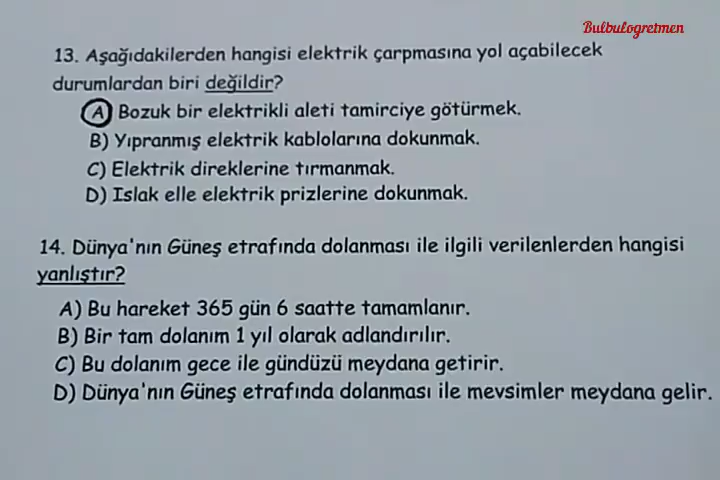 Bulbulogretmen
13. Aşağıdakilerden hangisi elektrik çarpmasına yol açabilecek
durumlardan biri değildir?
A) Bozuk bir elektrikli aleti tamirciye götürmek.
B) Yıpranmış elektrik kablolarına dokunmak.
C) Elektrik direklerine tırmanmak.
D) Islak elle elektrik prizlerine dokunmak.
14. Dünya'nın Güneş etrafında dolanması ile ilgili verilenlerden hangisi
yanlıştır?
A) Bu hareket 365 gün 6 saatte tamamlanır.
B) Bir tam dolanım 1 yıl olarak adlandırılır.
C) Bu dolanım gece ile gündüzü meydana getirir.
D) Dünya'nın Güneş etrafında dolanması ile mevsimler meydana gelir.